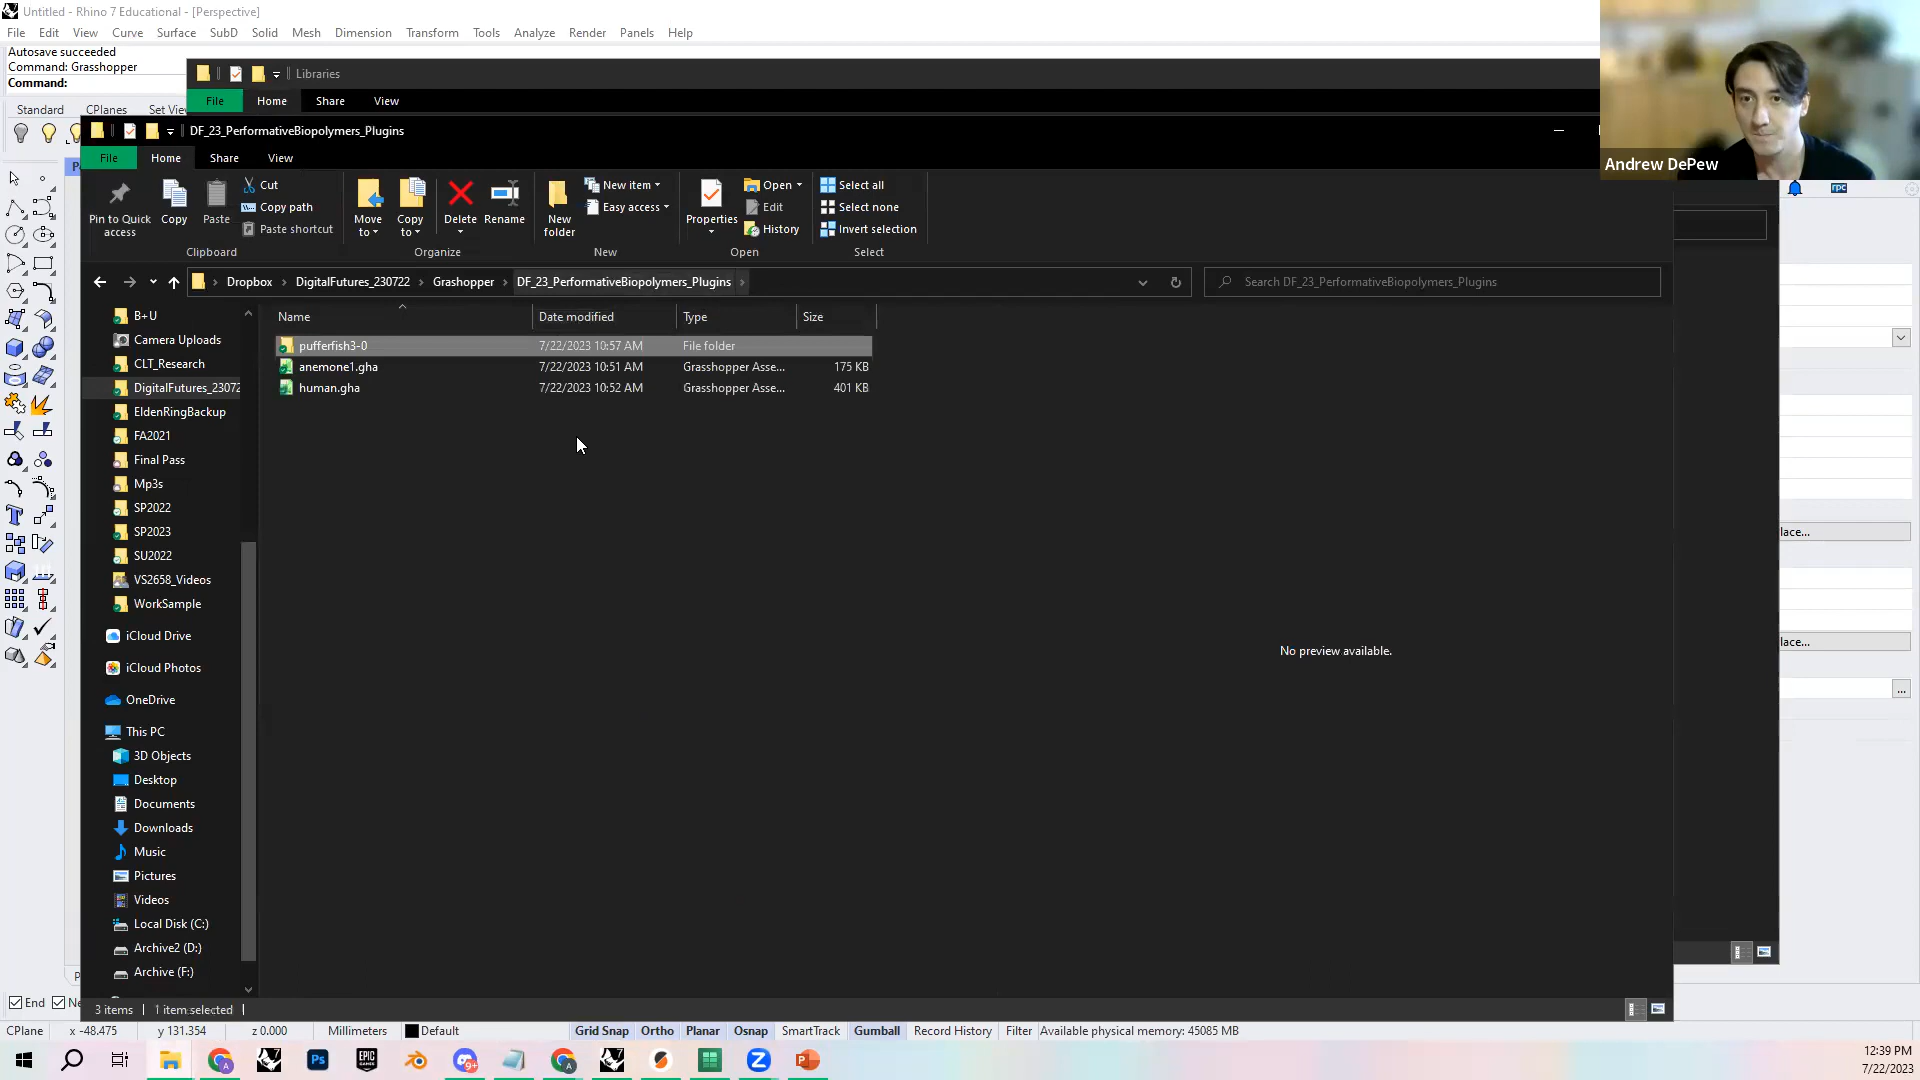 Untitled - Rhino 7 Educational - [Perspective]
File Edit View Curve Surface Solid SubD Mesh Dimension Transform Tools Analyze Render Panels Help
Autosave succeeded
Command: Grasshopper
Command:
Standard CPlanes Set Vie
Libraries
File Home Share View
DF_23_PerformativeBiopolymers_Plugins
File Home Share View
Pin to Quick access
Copy
Paste
Cut
Copy path
Paste shortcut
Clipboard
Move to
Copy to
Delete
Rename
Organize
New folder
New item
Easy access
New
Properties
Open
Edit
History
Open
Select all
Select none
Invert selection
Select
Andrew DePew
rpc
Dropbox DigitalFutures_230722 Grashopper DF_23_PerformativeBiopolymers_Plugins
Search DF_23_PerformativeBiopolymers_Plugins
Name Date modified Type Size
pufferfish3-0 7/22/2023 10:57 AM File folder
anemone1.gha 7/22/2023 10:51 AM Grasshopper Asse... 175 KB
human.gha 7/22/2023 10:52 AM Grasshopper Asse... 401 KB
B+U
Camera Uploads
CLT_Research
DigitalFutures_23072
EldenRingBackup
FA2021
Final Pass
Mp3s
SP2022
SP2023
SU2022
VS2658_Videos
WorkSample
iCloud Drive
iCloud Photos
OneDrive
This PC
3D Objects
Desktop
Documents
Downloads
Music
Pictures
Videos
Local Disk (C:)
Archive2 (D:)
Archive (F:)
No preview available.
lace...
lace...
...
3 items 1 item selected
End Ne
CPlane x -48.475 y 131.354 z 0.000 Millimeters Default Grid Snap Ortho Planar Osnap SmartTrack Gumball Record History Filter Available physical memory: 45085 MB
12:39 PM
7/22/2023